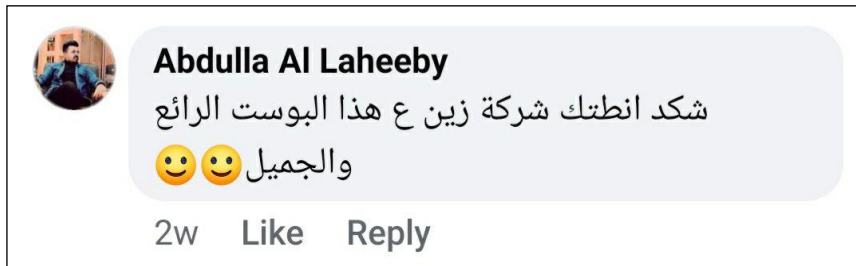 Abdulla Al Laheeby
شكد انطتك شركة زين ع هذا البوست الرائع
والجميل🙂🙂
2w Like Reply